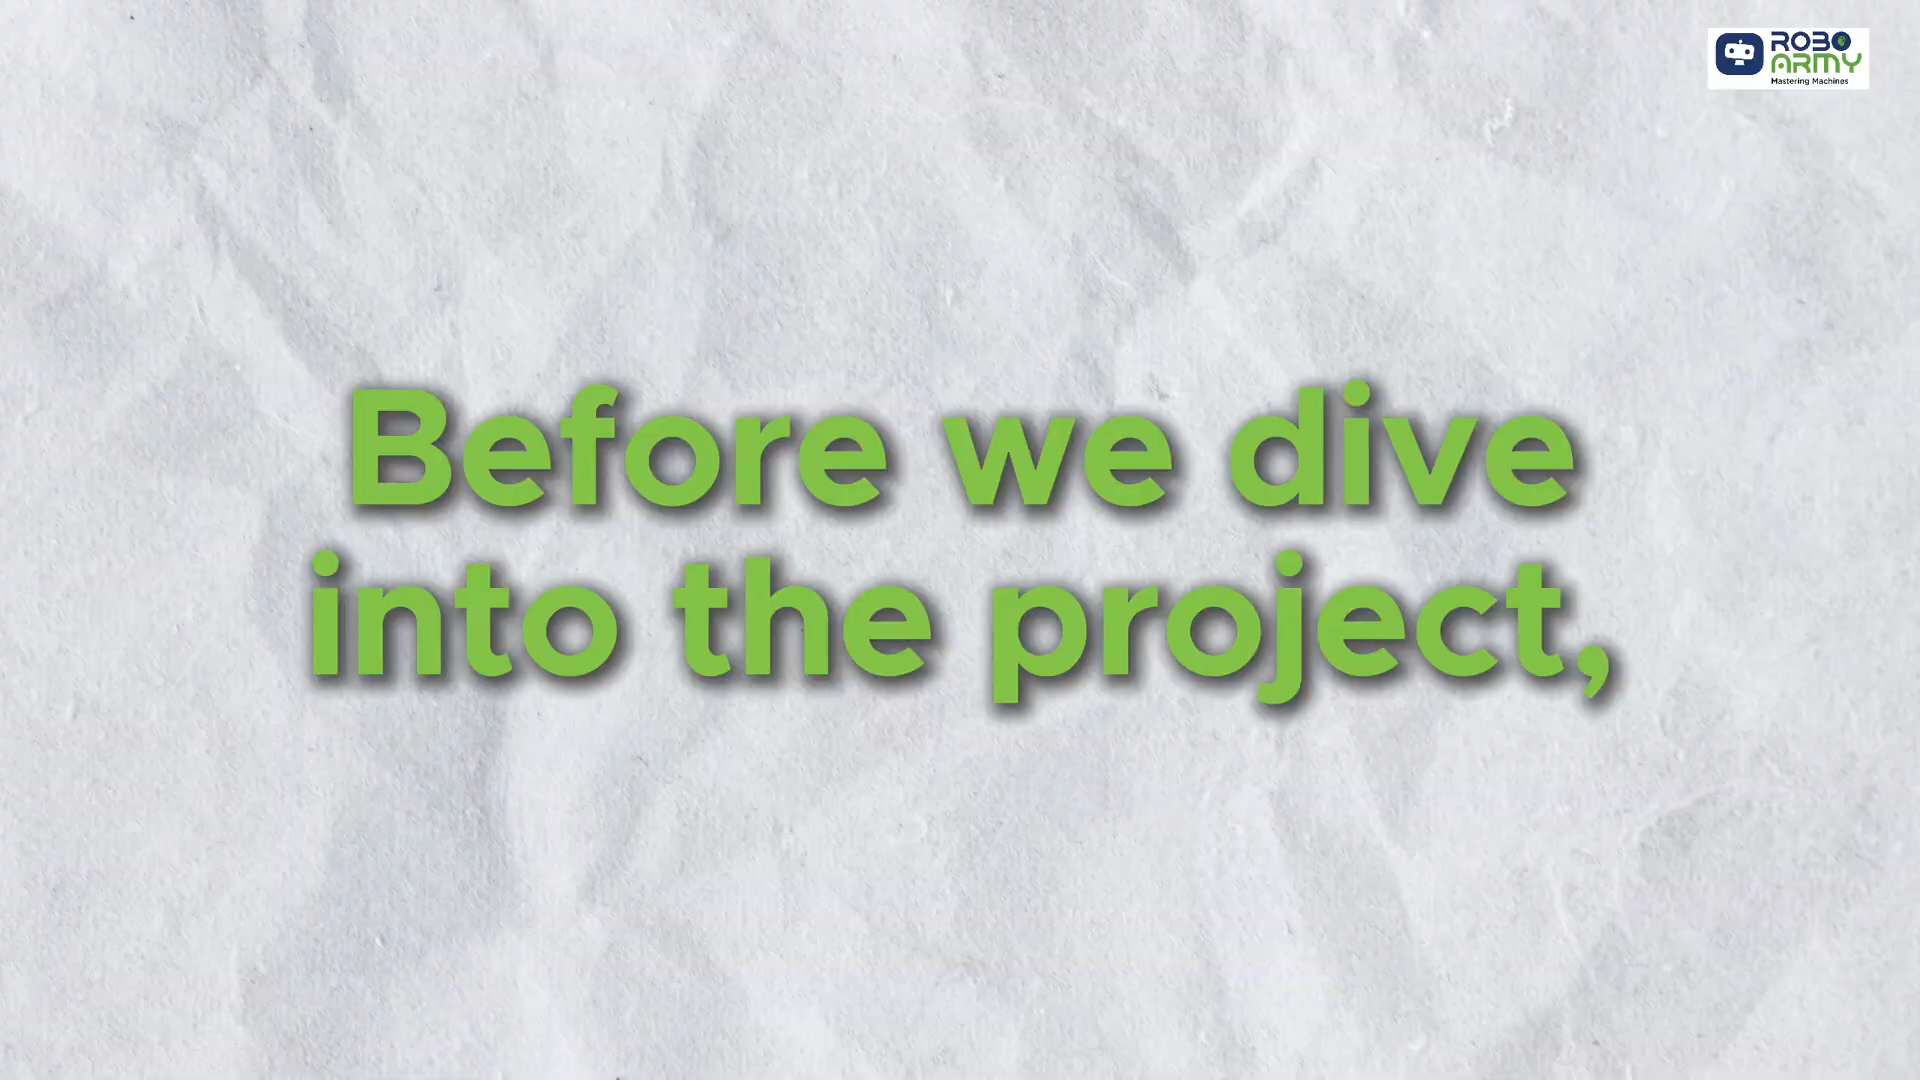 ROBO
ARMY
Mastering Machines
Before we dive
into the project,